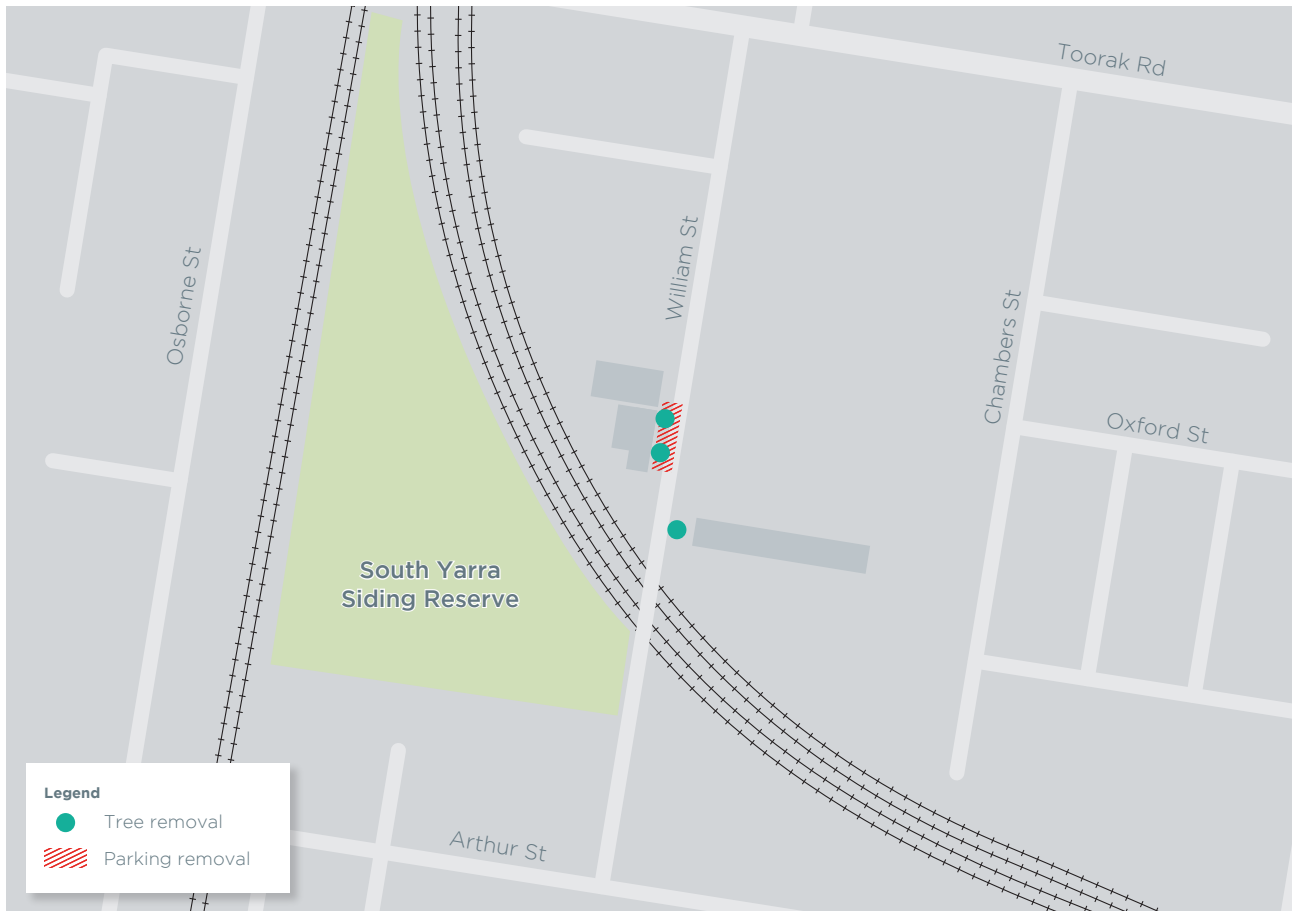 Toorak Rd
William St
Osborne St
Chambers St
Oxford St
South Yarra
Siding Reserve
Arthur St
Legend
Tree removal
Parking removal